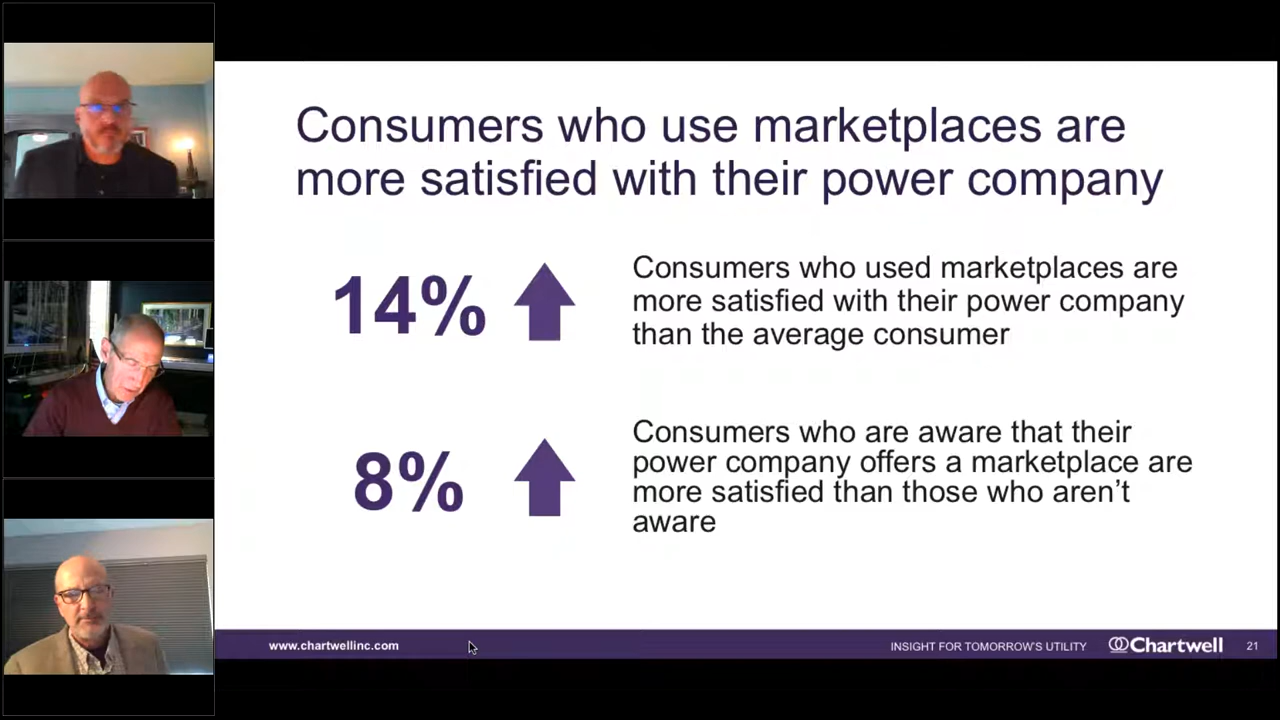 Consumers who use marketplaces are
more satisfied with their power company
14%
Consumers who used marketplaces are
more satisfied with their power company
than the average consumer
8%
Consumers who are aware that their
power company offers a marketplace are
more satisfied than those who aren’t
aware
www.chartwellinc.com
INSIGHT FOR TOMORROW'S UTILITY
Chartwell
21